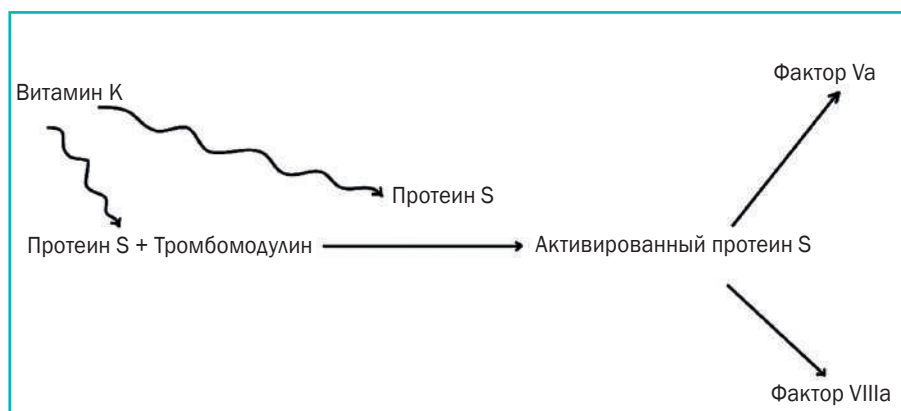 Фактор Va
Витамин K
Протеин S
Протеин S + Тромбомодулин
Активированный протеин S
Фактор VIIIa